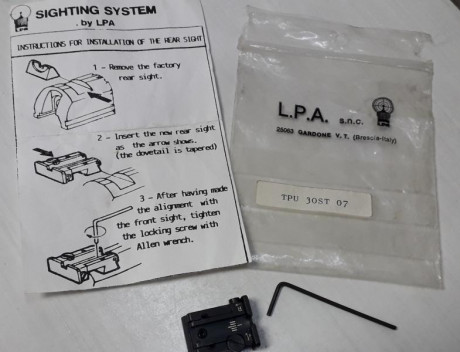 LPA
SIGHTING SYSTEM
. by LPA
INSTRUCTIONS FOR INSTALLATION OF THE REAR SIGHT
1 - Remove the factory
rear sight.
2 - Insert the new rear sight
as the arrow shows.
(the dovetail is tapered)
3 - After having made
the alignment with
the front sight, tighten
the locking screw with
Allen wrench.
L.P.A. s.n.c.
25063 GARDONE V.T. (Brescia-Italy)
TPU JOST 07